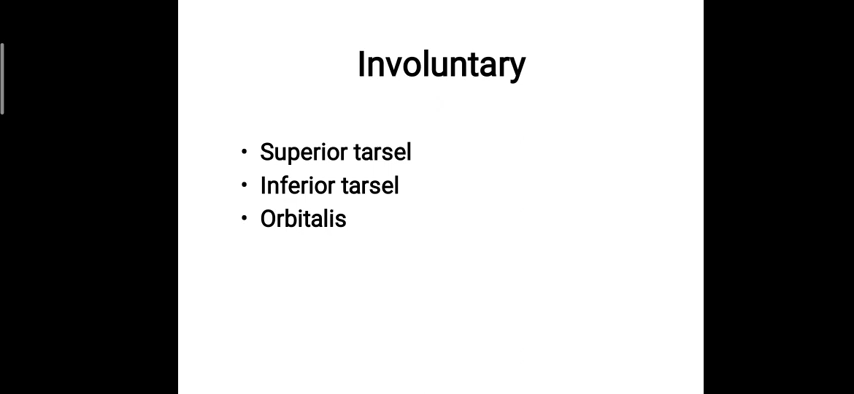 Involuntary
• Superior tarsel
• Inferior tarsel
• Orbitalis